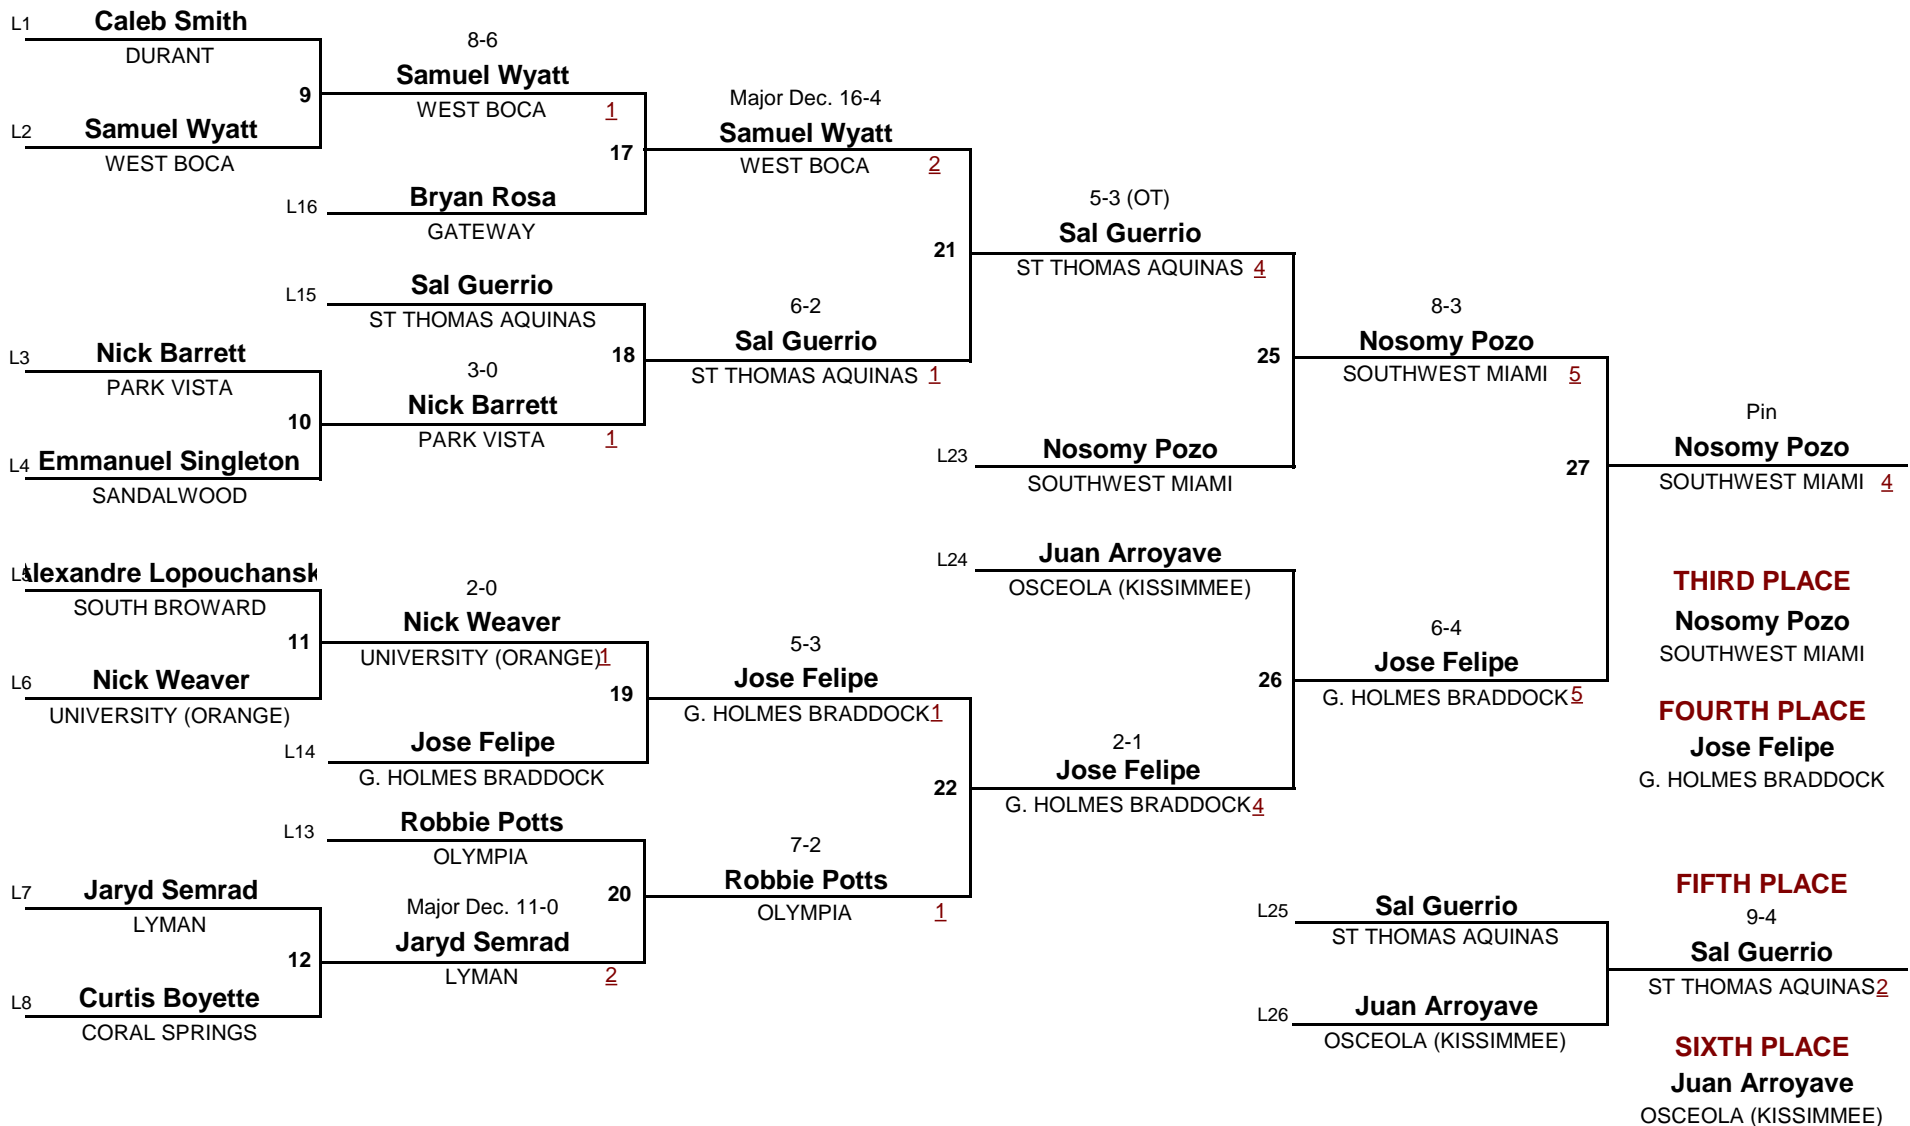 L1 Caleb Smith
DURANT
9
L2 Samuel Wyatt
WEST BOCA
8-6
Samuel Wyatt
WEST BOCA 1
17
L16 Bryan Rosa
GATEWAY
Major Dec. 16-4
Samuel Wyatt
WEST BOCA 2
L15 Sal Guerrio
ST THOMAS AQUINAS
18
L3 Nick Barrett
PARK VISTA
10
L4 Emmanuel Singleton
SANDALWOOD
3-0
Nick Barrett
PARK VISTA 1
6-2
Sal Guerrio
ST THOMAS AQUINAS 1
21
5-3 (OT)
Sal Guerrio
ST THOMAS AQUINAS 4
25
L23 Nosomy Pozo
SOUTHWEST MIAMI
8-3
Nosomy Pozo
SOUTHWEST MIAMI 5
27
Pin
Nosomy Pozo
SOUTHWEST MIAMI 4
L5 lexandre Lopouchansk
SOUTH BROWARD
11
L6 Nick Weaver
UNIVERSITY (ORANGE)
2-0
Nick Weaver
UNIVERSITY (ORANGE) 1
19
L14 Jose Felipe
G. HOLMES BRADDOCK
5-3
Jose Felipe
G. HOLMES BRADDOCK 1
22
L13 Robbie Potts
OLYMPIA
20
L7 Jaryd Semrad
LYMAN
12
L8 Curtis Boyette
CORAL SPRINGS
Major Dec. 11-0
Jaryd Semrad
LYMAN 2
7-2
Robbie Potts
OLYMPIA 1
L24 Juan Arroyave
OSCEOLA (KISSIMMEE)
26
2-1
Jose Felipe
G. HOLMES BRADDOCK 4
6-4
Jose Felipe
G. HOLMES BRADDOCK 5
THIRD PLACE
Nosomy Pozo
SOUTHWEST MIAMI
FOURTH PLACE
Jose Felipe
G. HOLMES BRADDOCK
L25 Sal Guerrio
ST THOMAS AQUINAS
L26 Juan Arroyave
OSCEOLA (KISSIMMEE)
FIFTH PLACE
9-4
Sal Guerrio
ST THOMAS AQUINAS 2
SIXTH PLACE
Juan Arroyave
OSCEOLA (KISSIMMEE)